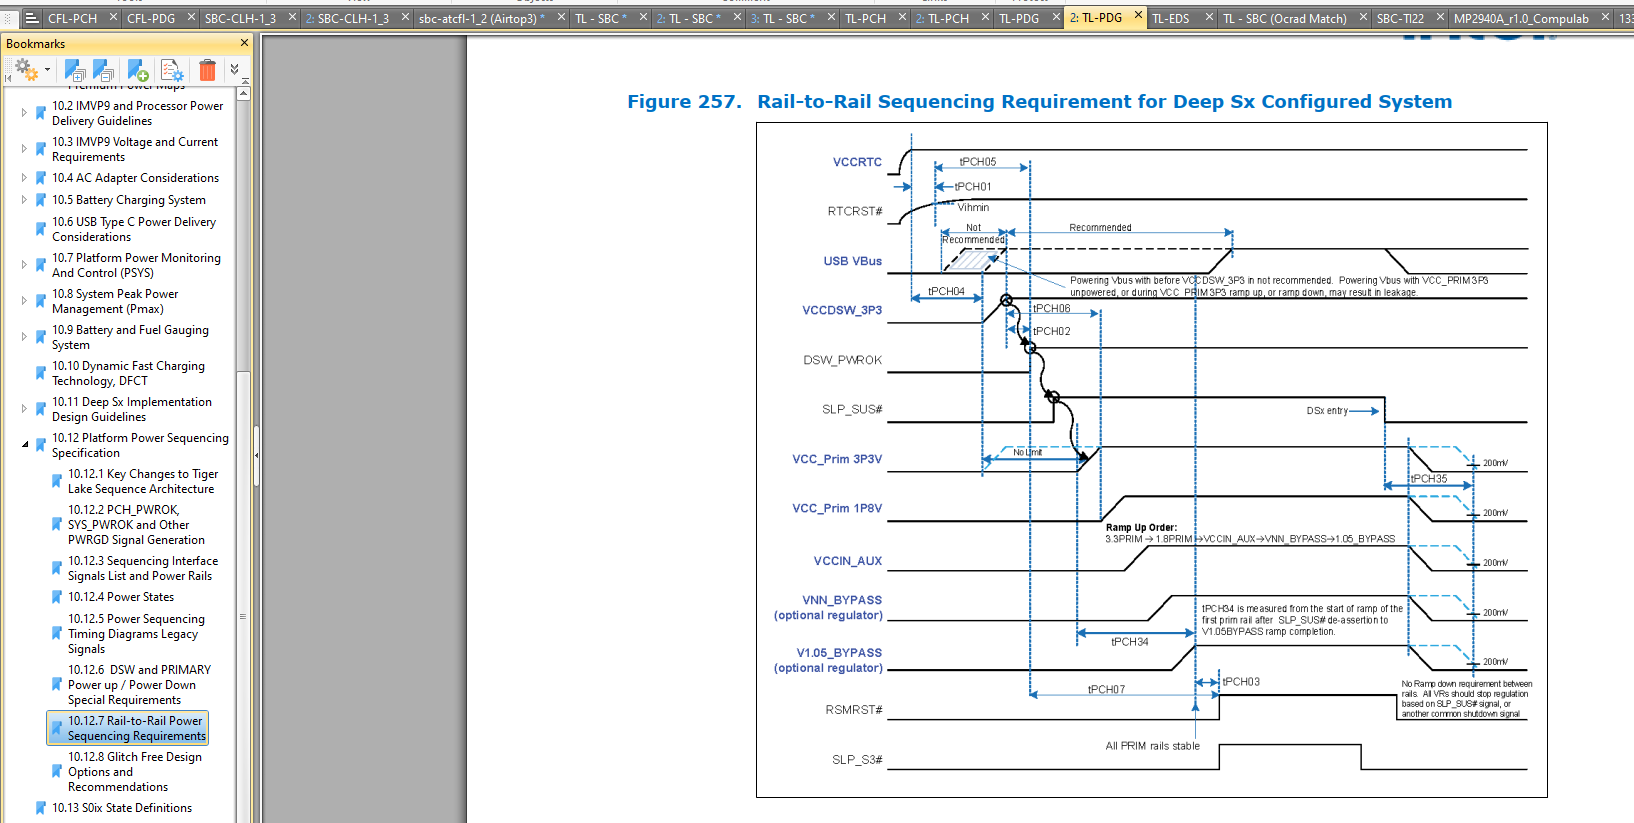 CFL-PCH
CFL-PDG
SBC-CLH-1_3
2: SBC-CLH-1_3
sbc-atcfl-1_2 (Airtop3) *
TL - SBC *
2: TL - SBC *
3: TL - SBC *
TL-PCH
2: TL-PCH
TL-PDG
2: TL-PDG
TL-EDS
TL - SBC (Ocrad Match)
SBC-TI22
MP2940A_r1.0_Compulab
133
Bookmarks
Premium Power Maps
10.2 IMVP9 and Processor Power
Delivery Guidelines
10.3 IMVP9 Voltage and Current
Requirements
10.4 AC Adapter Considerations
10.5 Battery Charging System
10.6 USB Type C Power Delivery
Considerations
10.7 Platform Power Monitoring
And Control (PSYS)
10.8 System Peak Power
Management (Pmax)
10.9 Battery and Fuel Gauging
System
10.10 Dynamic Fast Charging
Technology, DFCT
10.11 Deep Sx Implementation
Design Guidelines
10.12 Platform Power Sequencing
Specification
10.12.1 Key Changes to Tiger
Lake Sequence Architecture
10.12.2 PCH_PWROK,
SYS_PWROK and Other
PWRGD Signal Generation
10.12.3 Sequencing Interface
Signals List and Power Rails
10.12.4 Power States
10.12.5 Power Sequencing
Timing Diagrams Legacy
Signals
10.12.6 DSW and PRIMARY
Power up / Power Down
Special Requirements
10.12.7 Rail-to-Rail Power
Sequencing Requirements
10.12.8 Glitch Free Design
Options and
Recommendations
10.13 S0ix State Definitions
Figure 257. Rail-to-Rail Sequencing Requirement for Deep Sx Configured System
VCCRTC
tPCH05
tPCH01
RTCRST#
Vihmin
Not
Recommended
Recommended
USB VBus
Powering Vbus with before VCCDSW_3P3 in not recommended. Powering Vbus with VCC_PRIM 3P3
unpowered, or during VCC_PRIM 3P3 ramp up, or ramp down, may result in leakage.
tPCH04
VCCDSW_3P3
tPCH06
tPCH02
DSW_PWROK
SLP_SUS#
DSx entry
VCC_Prim 3P3V
No Limit
200mV
tPCH35
VCC_Prim 1P8V
200mV
Ramp Up Order:
3.3PRIM → 1.8PRIM →VCCIN_AUX→VNN_BYPASS→1.05_BYPASS
VCCIN_AUX
200mV
VNN_BYPASS
(optional regulator)
tPCH34 is measured from the start of ramp of the
first prim rail after SLP_SUS# de-assertion to
V1.05BYPASS ramp completion.
200mV
tPCH34
V1.05_BYPASS
(optional regulator)
200mV
tPCH03
tPCH07
No Ramp down requirement between
rails. All VRs should stop regulation
based on SLP_SUS# signal, or
another common shutdown signal
RSMRST#
All PRIM rails stable
SLP_S3#